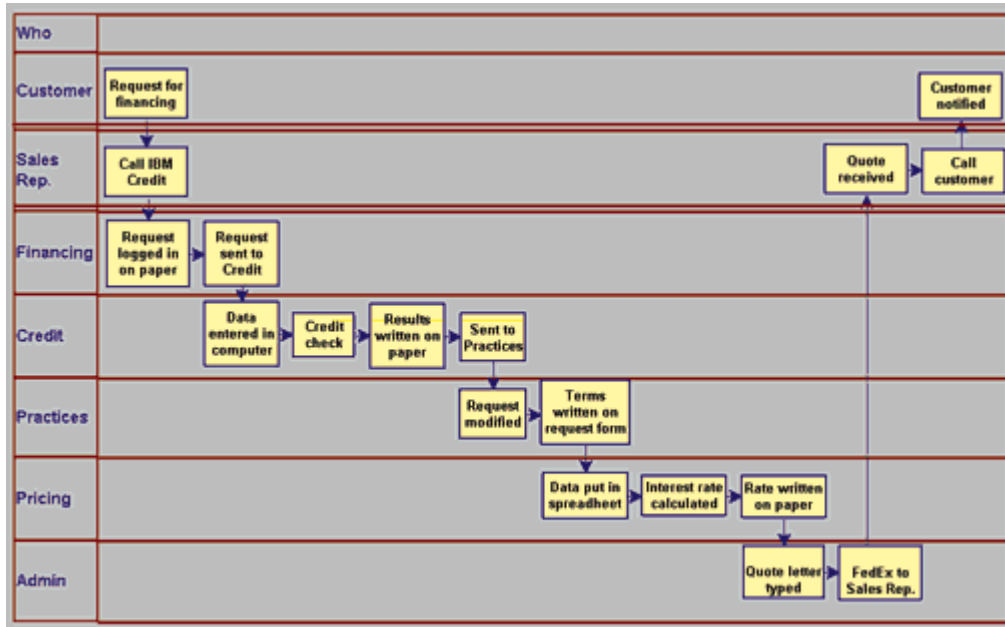 Who
Customer
Request for
financing
Customer
notified
Sales
Rep.
Call IBM
Credit
Quote
received
Call
customer
Financing
Request
logged in
on paper
Request
sent to
Credit
Credit
Data
entered in
computer
Credit
check
Results
written on
paper
Sent to
Practices
Practices
Request
modified
Terms
written on
request form
Pricing
Data put in
spreadheet
Interest rate
calculated
Rate written
on paper
Admin
Quote letter
typed
FedEx to
Sales Rep.